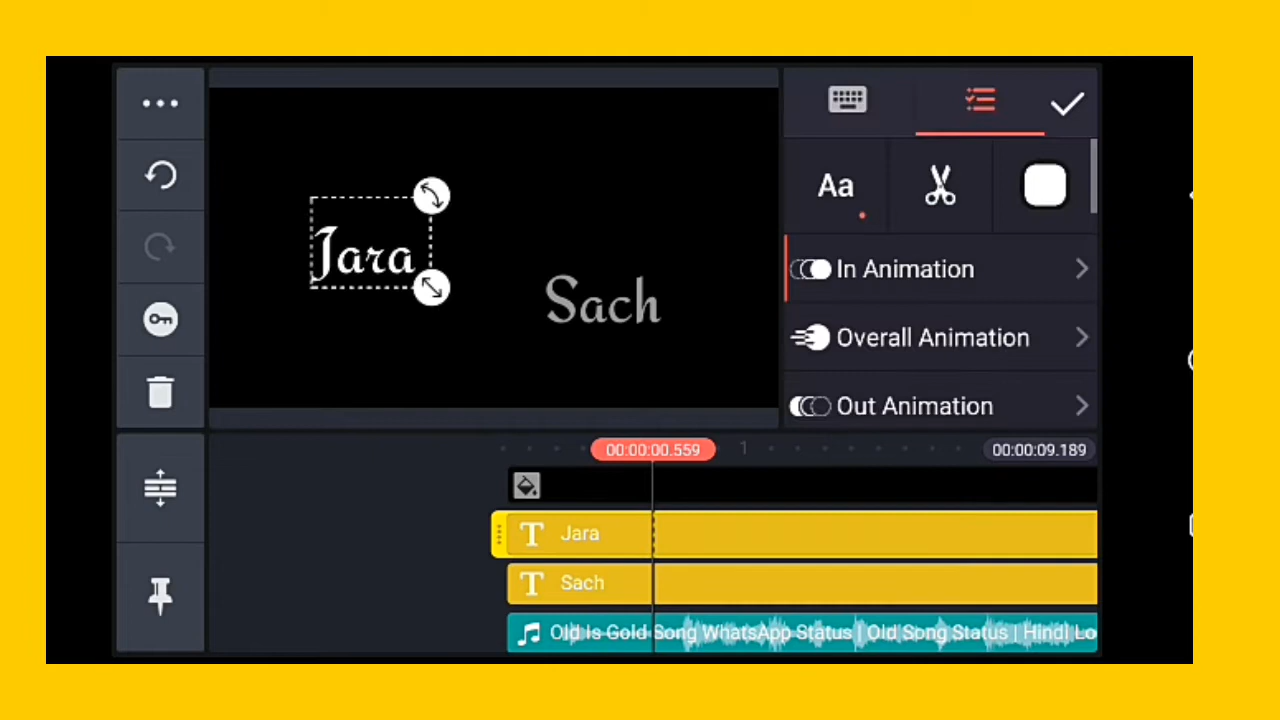 Jara
Sach
Aa
In Animation
Overall Animation
Out Animation
00:00:00.559
1
00:00:09.189
T Jara
T Sach
Old Is Gold Song WhatsApp Status | Old Song Status | Hindi Lo